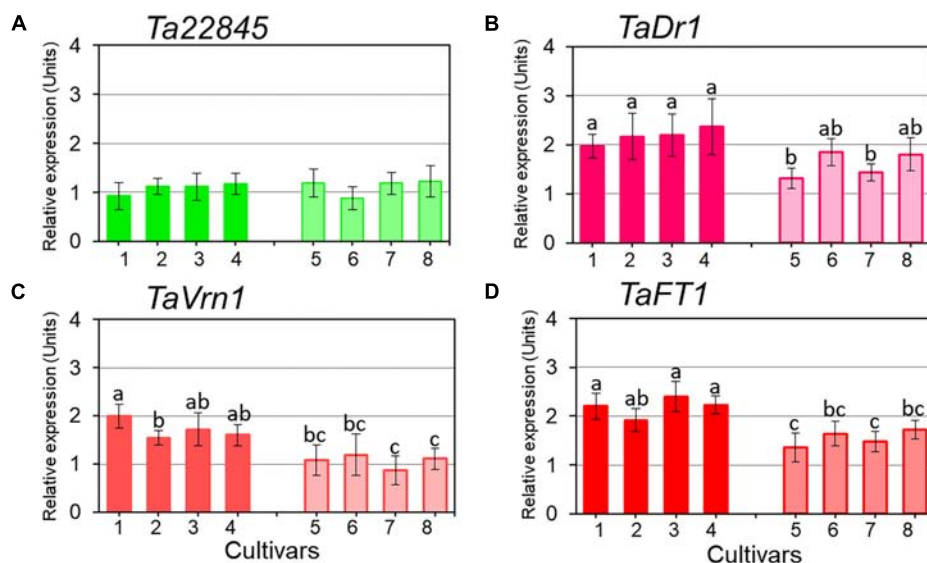 A
Ta22845
Relative expression (Units)
4
3
2
1
0
1 2 3 4 5 6 7 8
B
TaDr1
Relative expression (Units)
4
3
2
1
0
a a a a b ab b ab
1 2 3 4 5 6 7 8
C
TaVrn1
Relative expression (Units)
4
3
2
1
0
a b ab ab bc bc c c
1 2 3 4 5 6 7 8
Cultivars
D
TaFT1
Relative expression (Units)
4
3
2
1
0
a ab a a c bc c bc
1 2 3 4 5 6 7 8
Cultivars